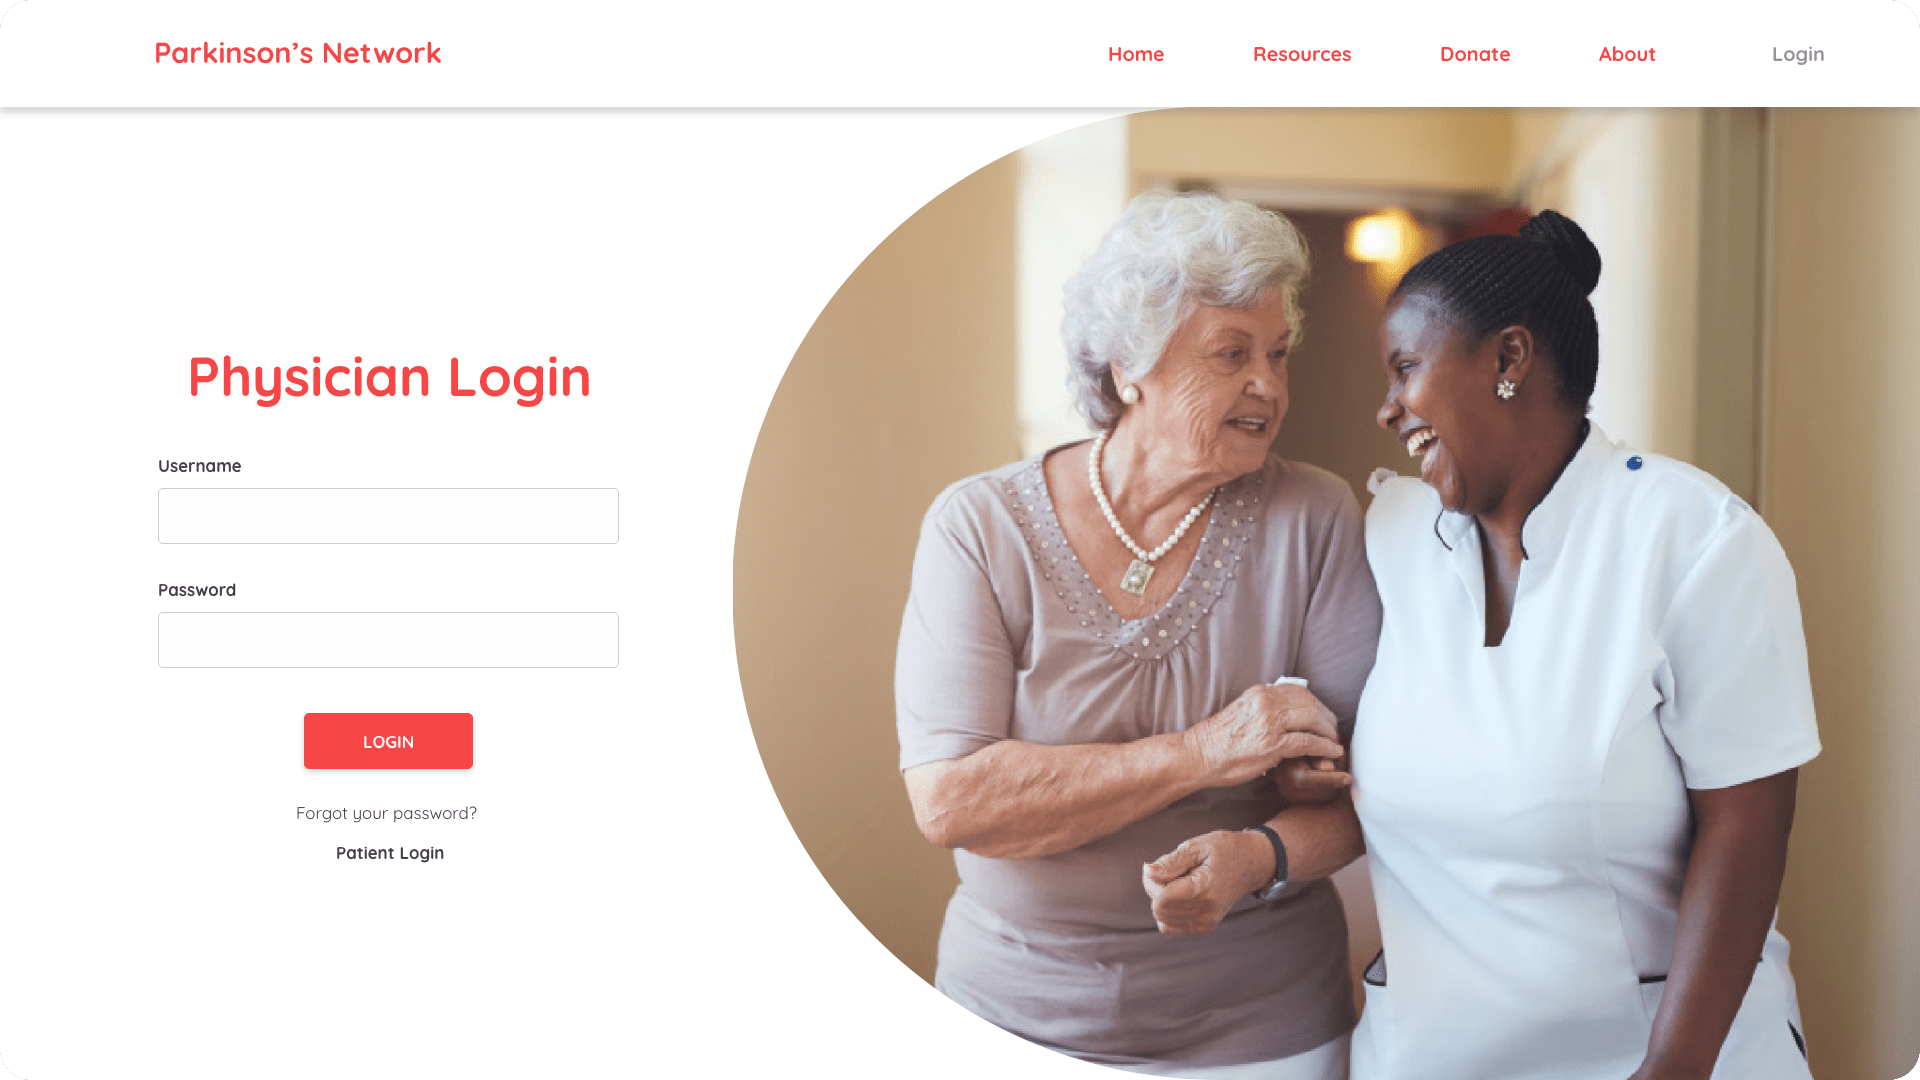 Parkinson’s Network
Home
Resources
Donate
About
Login
Physician Login
Username
Password
LOGIN
Forgot your password?
Patient Login